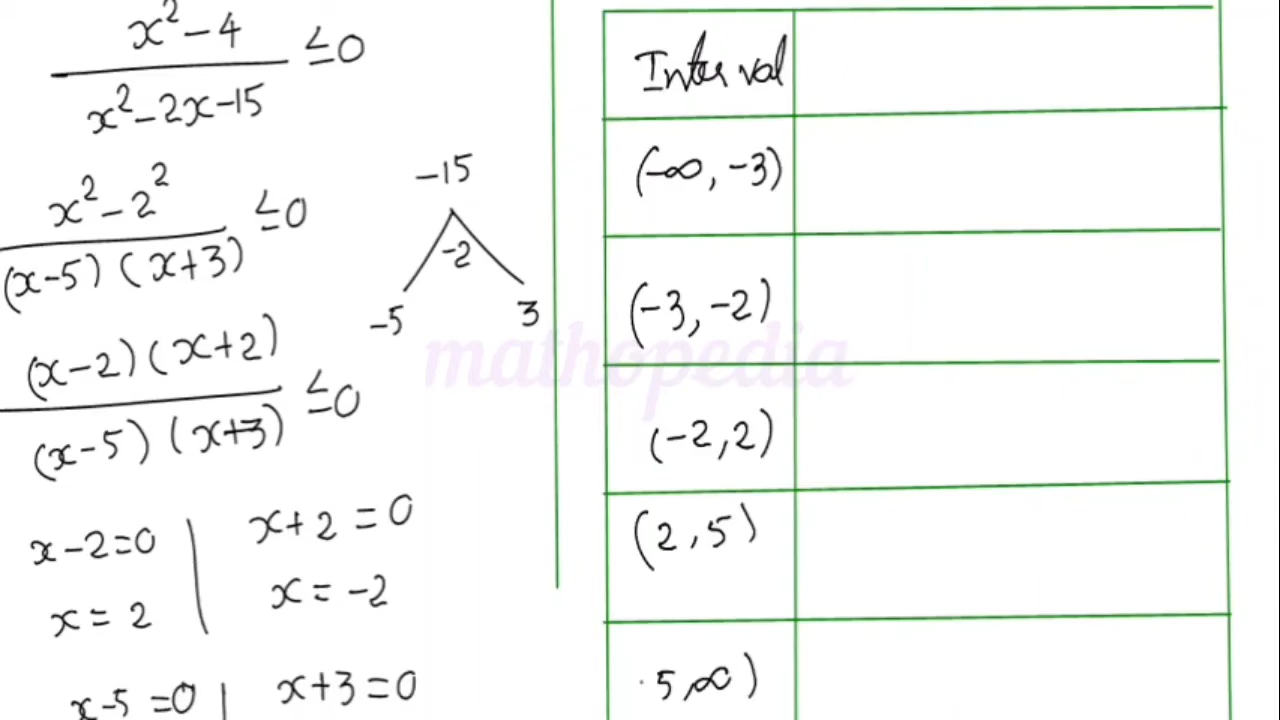 x² - 4
───────── ≤ 0
x² - 2x - 15
x² - 2²
───────── ≤ 0
(x-5) (x+3)
-15
-2
-5 3
(x-2) (x+2)
───────── ≤ 0
(x-5) (x+3)
x-2=0 | x+2=0
x=2 | x=-2
x-5=0 | x+3=0
Interval
(-∞, -3)
(-3, -2)
(-2, 2)
(2, 5)
5, ∞)
mathopedia